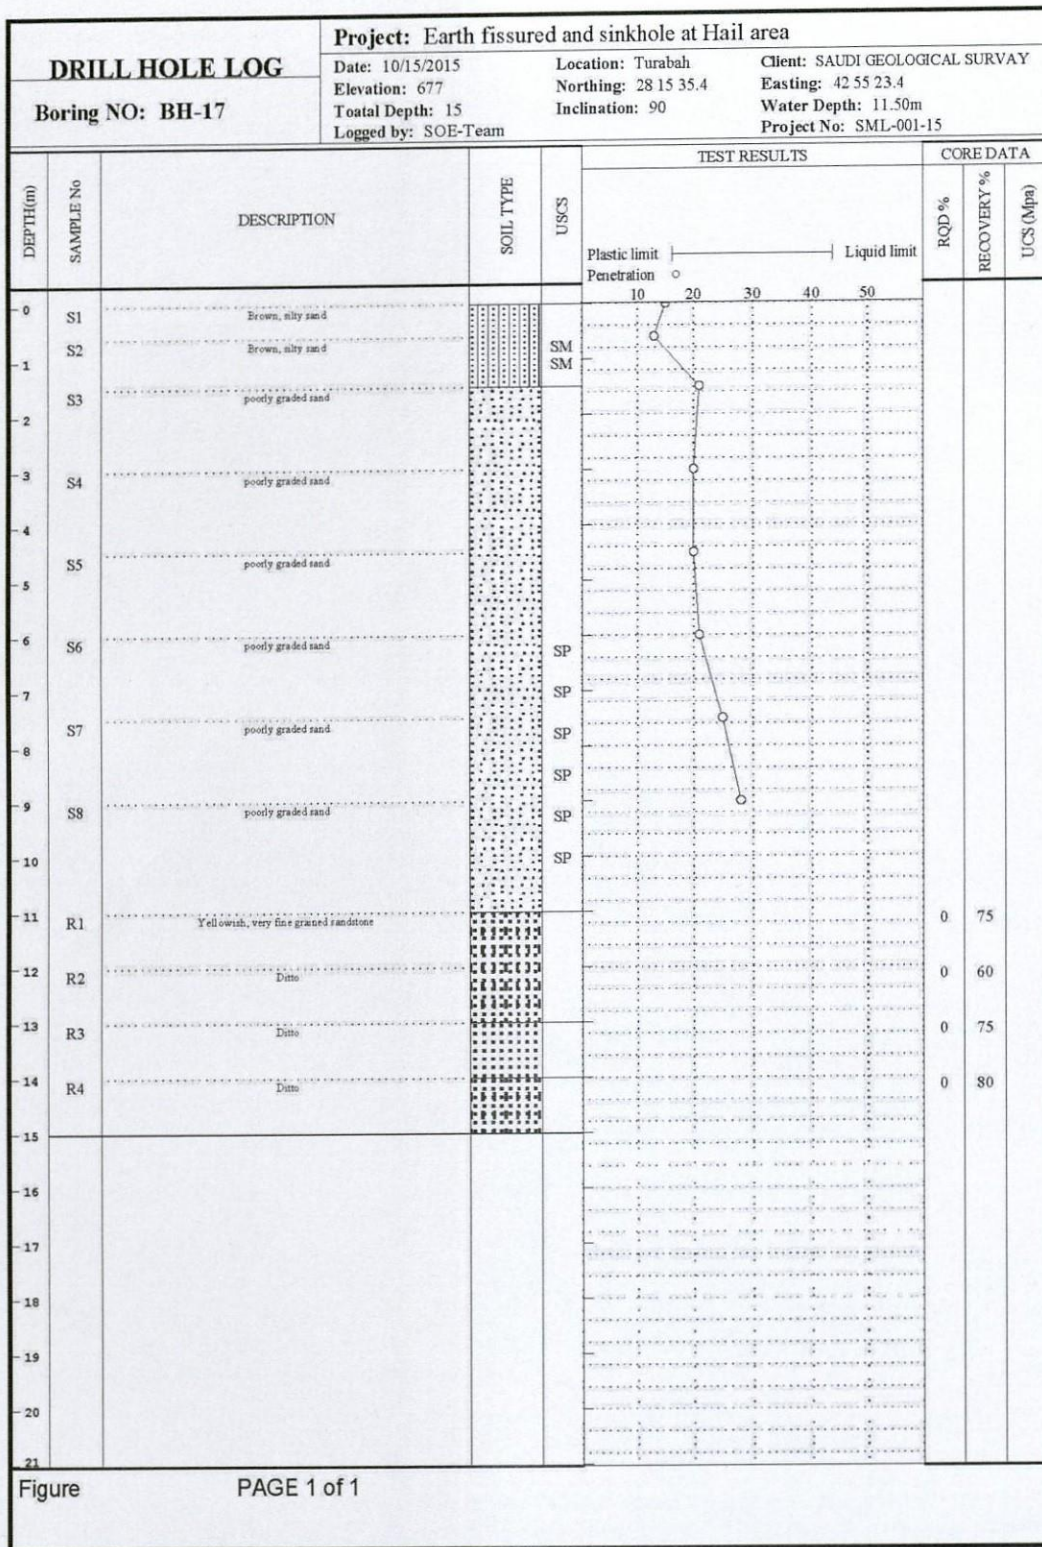 DRILL HOLE LOG
Boring NO: BH-17
Project: Earth fissured and sinkhole at Hail area
Date: 10/15/2015
Location: Turabah
Client: SAUDI GEOLOGICAL SURVAY
Elevation: 677
Northing: 28 15 35.4
Easting: 42 55 23.4
Toatal Depth: 15
Inclination: 90
Water Depth: 11.50m
Logged by: SOE-Team
Project No: SML-001-15
DEPTH(m)
SAMPLE No
DESCRIPTION
SOIL TYPE
USCS
TEST RESULTS
Plastic limit
Liquid limit
Penetration
CORE DATA
RQD %
RECOVERY %
UCS (Mpa)
10 20 30 40 50
0
S1 Brown, silty sand
S2 Brown, silty sand SM
1 SM
S3 poorly graded sand
2
3
S4 poorly graded sand
4
S5 poorly graded sand
5
6
S6 poorly graded sand SP
7 SP
S7 poorly graded sand SP
8
SP
9
S8 poorly graded sand SP
10 SP
11
R1 Yellowish, very fine grained sandstone 0 75
12
R2 Ditto 0 60
13
R3 Ditto 0 75
14
R4 Ditto 0 80
15
16
17
18
19
20
21
Figure PAGE 1 of 1